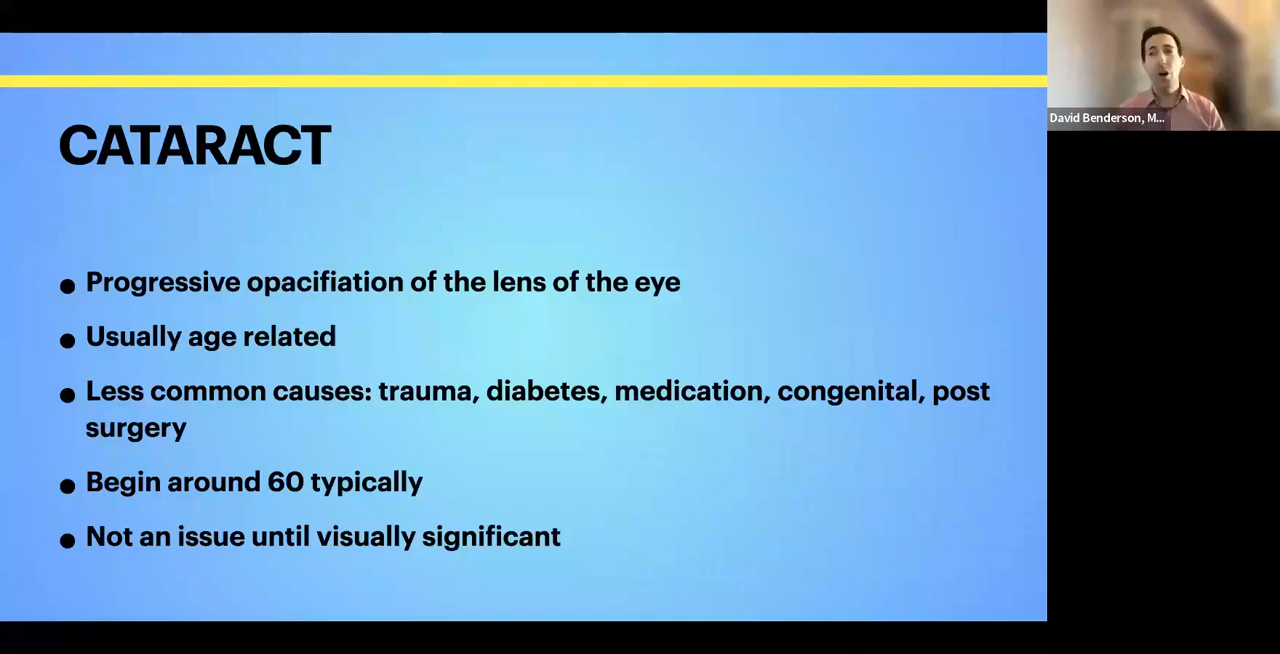 CATARACT
• Progressive opacifiation of the lens of the eye
• Usually age related
• Less common causes: trauma, diabetes, medication, congenital, post
surgery
• Begin around 60 typically
• Not an issue until visually significant
David Benderson, M...